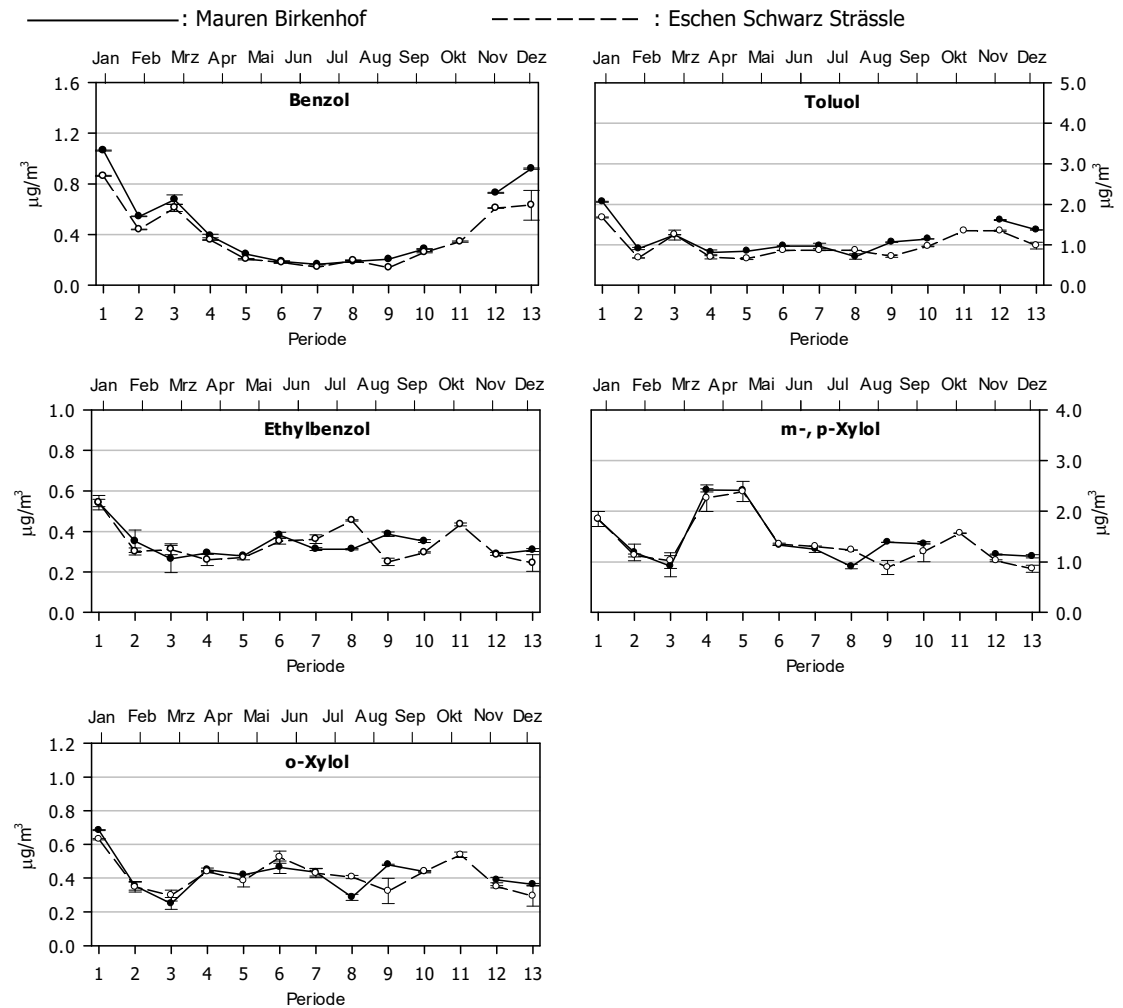 : Mauren Birkenhof
: Eschen Schwarz Strässle
Jan Feb Mrz Apr Mai Jun Jul Aug Sep Okt Nov Dez
Benzol
µg/m³
1.6
1.2
0.8
0.4
0.0
1 2 3 4 5 6 7 8 9 10 11 12 13
Periode
Jan Feb Mrz Apr Mai Jun Jul Aug Sep Okt Nov Dez
Toluol
5.0
4.0
3.0
2.0
1.0
0.0
µg/m³
1 2 3 4 5 6 7 8 9 10 11 12 13
Periode
Jan Feb Mrz Apr Mai Jun Jul Aug Sep Okt Nov Dez
Ethylbenzol
µg/m³
1.0
0.8
0.6
0.4
0.2
0.0
1 2 3 4 5 6 7 8 9 10 11 12 13
Periode
Jan Feb Mrz Apr Mai Jun Jul Aug Sep Okt Nov Dez
m-, p-Xylol
4.0
3.0
2.0
1.0
0.0
µg/m³
1 2 3 4 5 6 7 8 9 10 11 12 13
Periode
Jan Feb Mrz Apr Mai Jun Jul Aug Sep Okt Nov Dez
o-Xylol
µg/m³
1.2
1.0
0.8
0.6
0.4
0.2
0.0
1 2 3 4 5 6 7 8 9 10 11 12 13
Periode